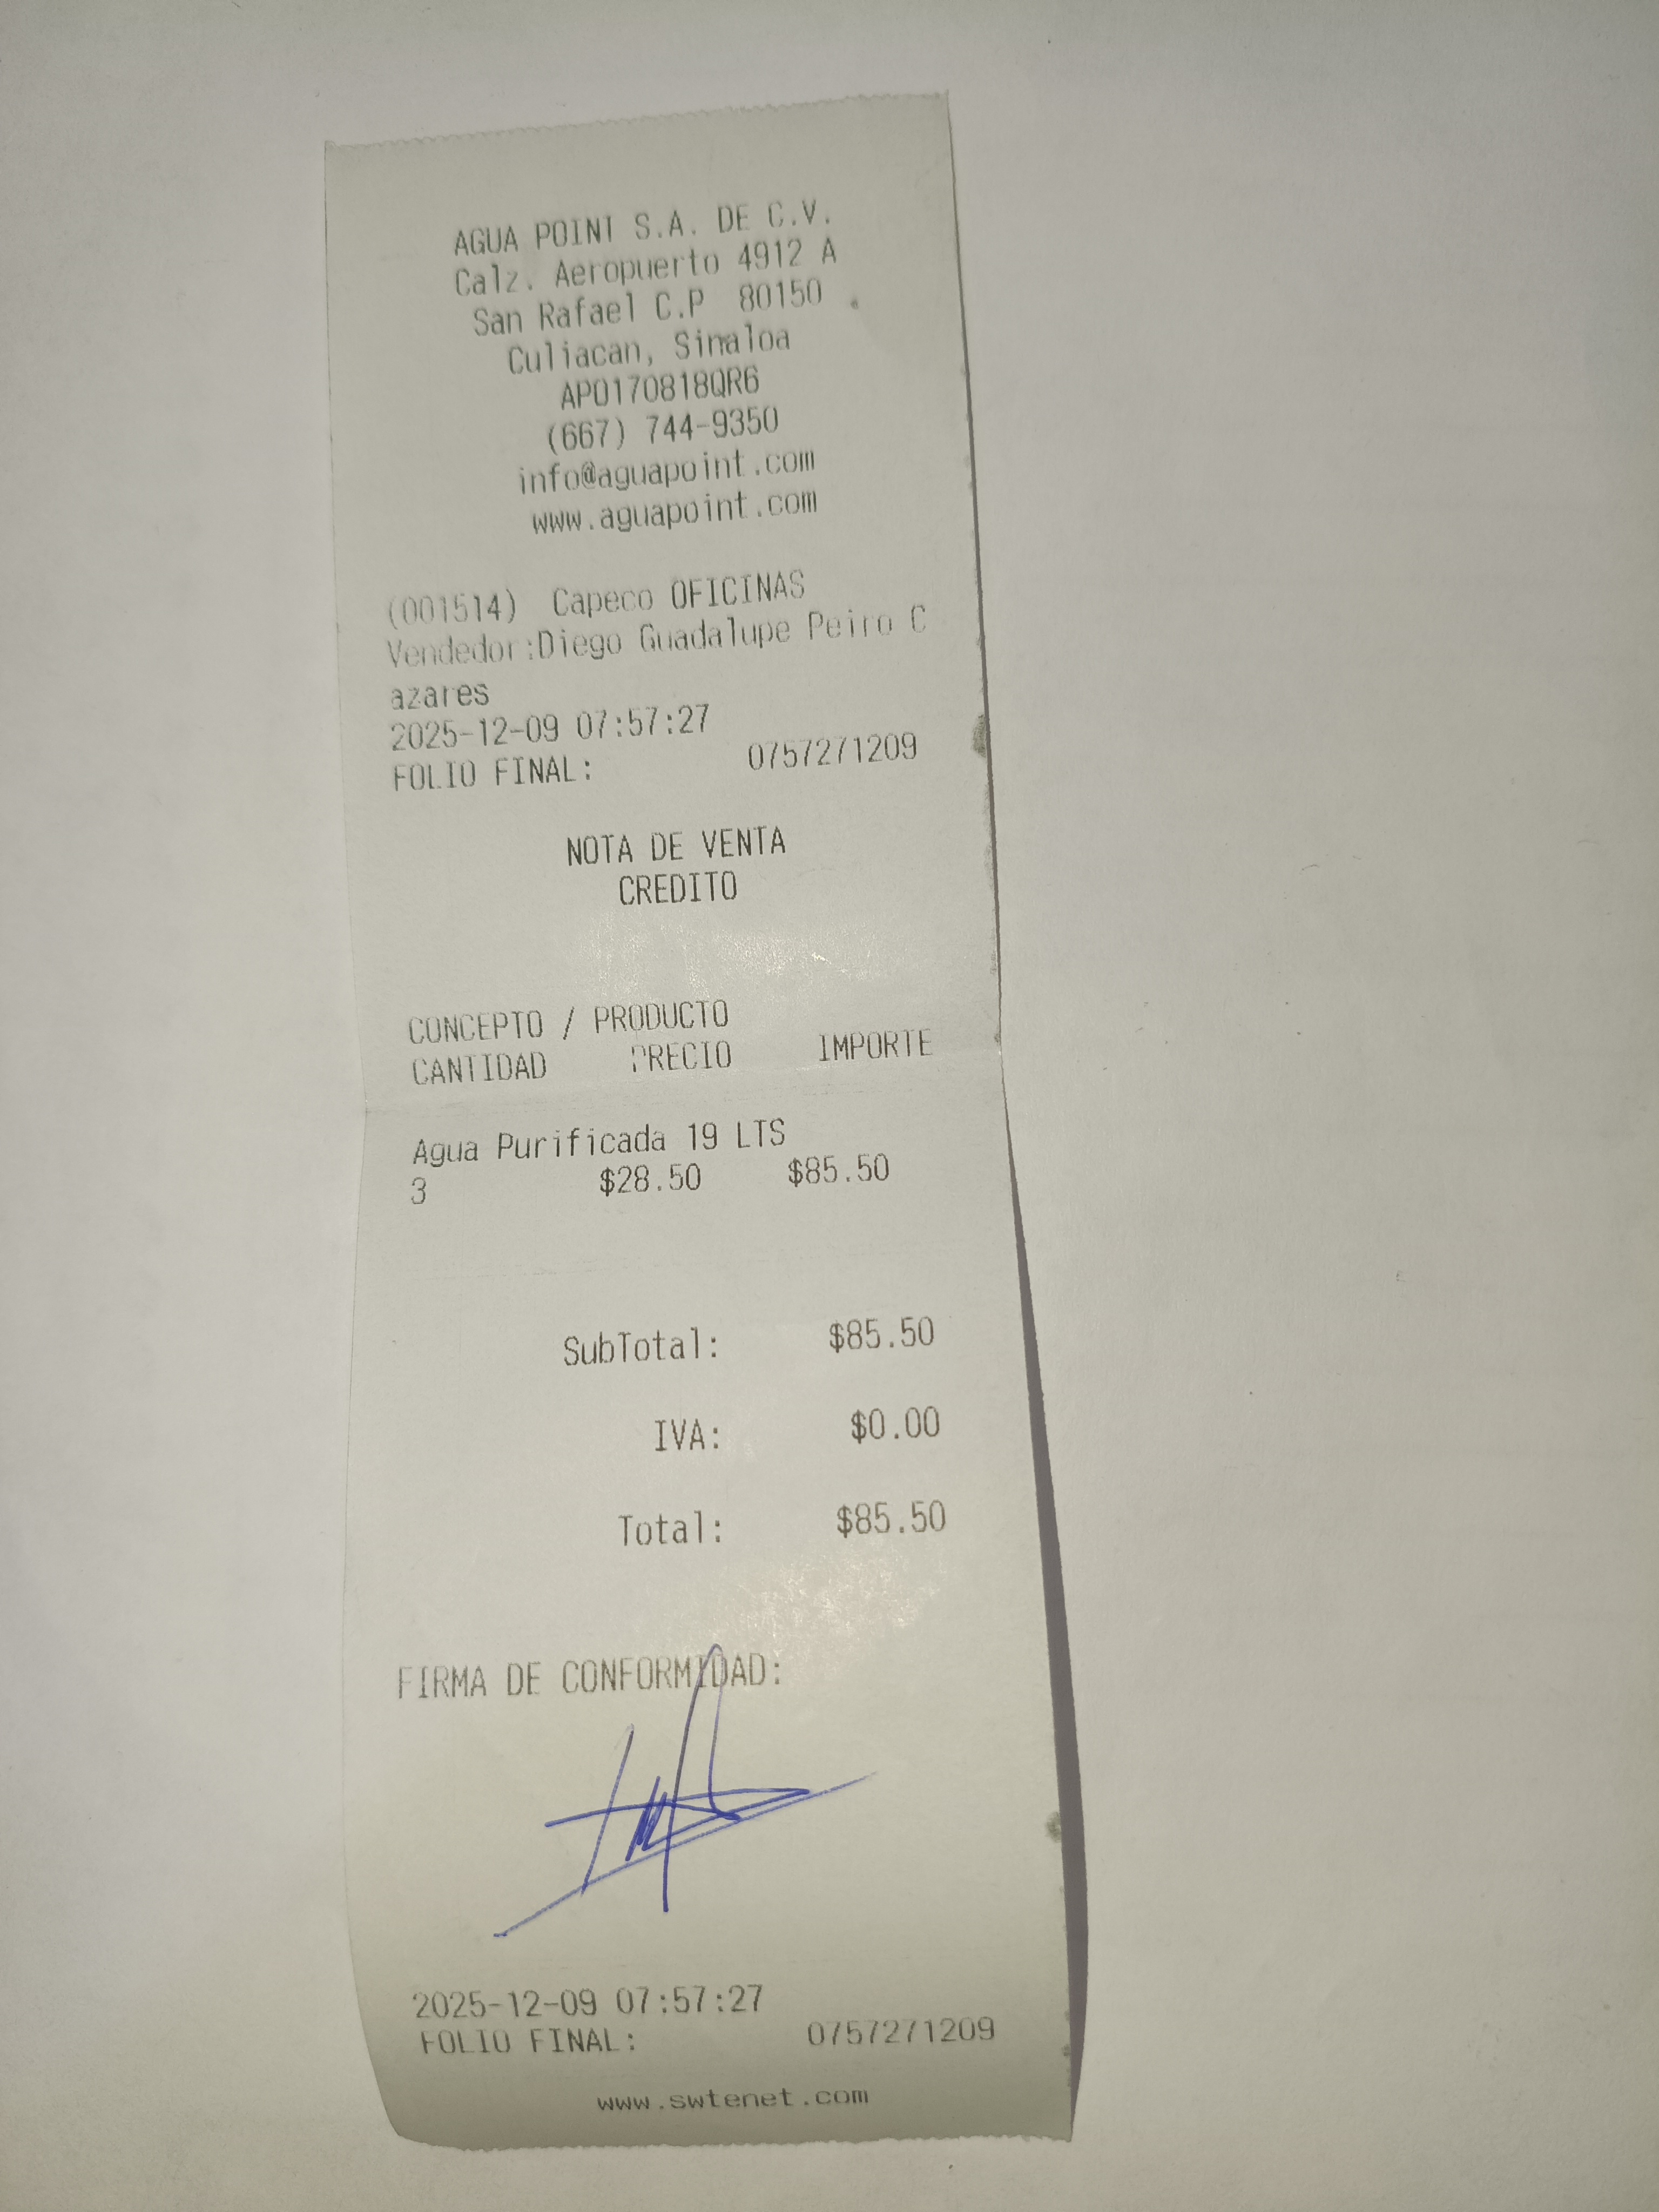 AGUA POINT S.A. DE C.V.
Calz. Aeropuerto 4912 A
San Rafael C.P 80150
Culiacan, Sinaloa
APO170818QR6
(667) 744-9350
info@aguapoint.com
www.aguapoint.com
(001514) Capeco OFICINAS
Vendedor:Diego Guadalupe Peiro C
azares
2025-12-09 07:57:27
FOLIO FINAL: 0757271209
NOTA DE VENTA
CREDITO
CONCEPTO / PRODUCTO
CANTIDAD PRECIO IMPORTE
Agua Purificada 19 LTS
3 $28.50 $85.50
SubTotal: $85.50
IVA: $0.00
Total: $85.50
FIRMA DE CONFORMIDAD:
2025-12-09 07:57:27
FOLIO FINAL: 0757271209
www.swtenet.com